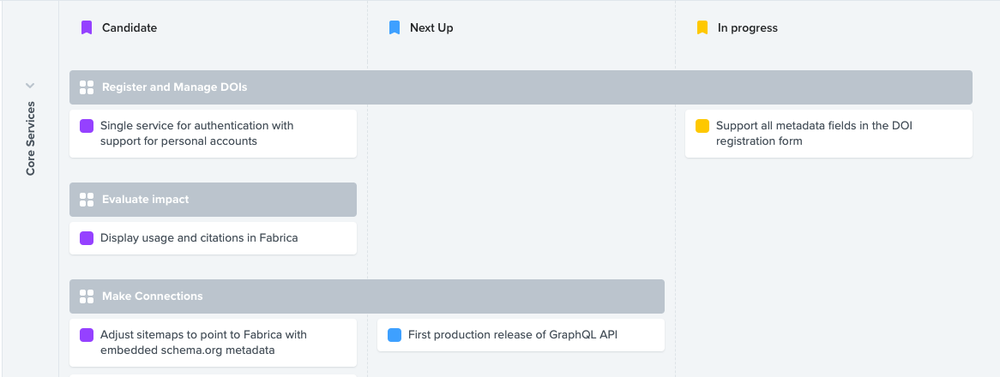 Candidate
Next Up
In progress
Core Services
Register and Manage DOIs
Single service for authentication with
support for personal accounts
Support all metadata fields in the DOI
registration form
Evaluate impact
Display usage and citations in Fabrica
Make Connections
Adjust sitemaps to point to Fabrica with
embedded schema.org metadata
First production release of GraphQL API